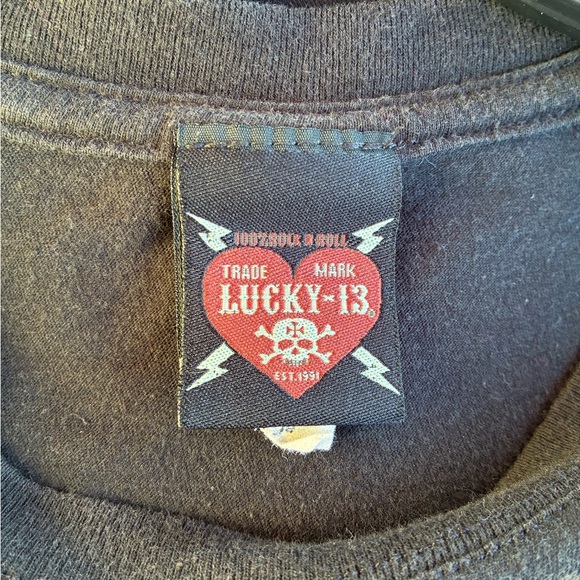 100% ROCK N ROLL
TRADE MARK
LUCKY-13®
EST.1991